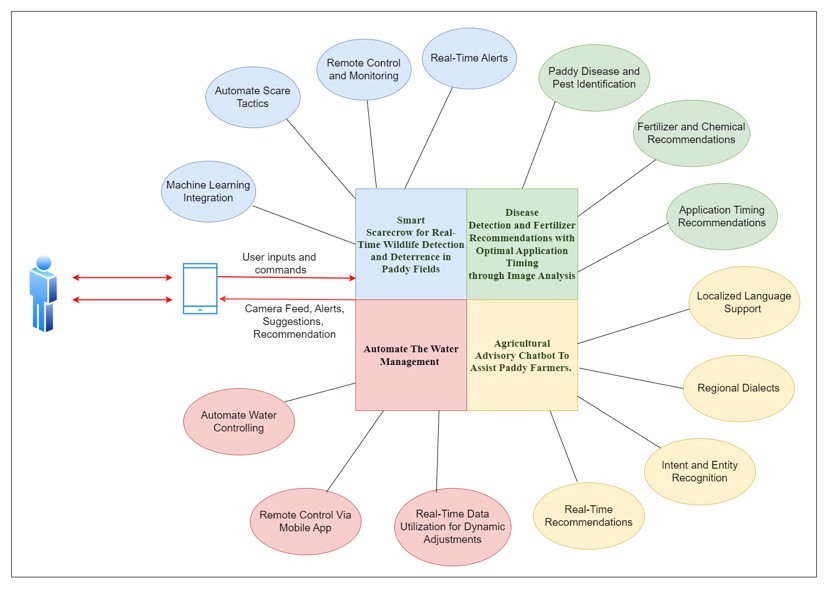 Real-Time Alerts
Remote Control
and Monitoring
Paddy Disease and
Pest Identification
Automate Scare
Tactics
Fertilizer and Chemical
Recommendations
Machine Learning
Integration
Application Timing
Recommendations
Smart
Scarecrow for Real-
Time Wildlife Detection
and Deterrence in
Paddy Fields
Disease
Detection and Fertilizer
Recommendations with
Optimal Application
Timing
through Image Analysis
User inputs and
commands
Camera Feed, Alerts,
Suggestions,
Recommendation
Localized Language
Support
Automate The Water
Management
Agricultural
Advisory Chatbot To
Assist Paddy Farmers.
Regional Dialects
Automate Water
Controlling
Intent and Entity
Recognition
Remote Control Via
Mobile App
Real-Time Data
Utilization for Dynamic
Adjustments
Real-Time
Recommendations